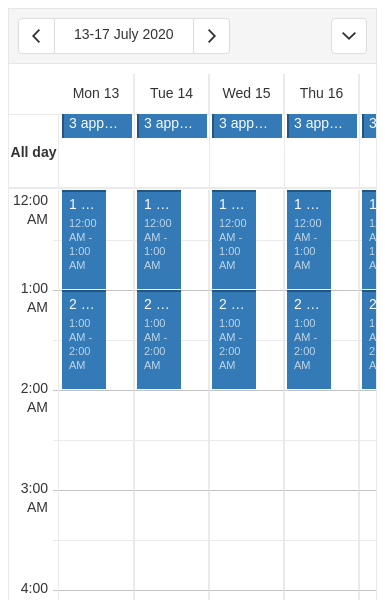 13-17 July 2020
Mon 13 Tue 14 Wed 15 Thu 16
3 app… 3 app… 3 app… 3 app… 3
All day
12:00 AM
1 … 1 … 1 … 1 … 1
12:00 AM - 1:00 AM
12:00 AM - 1:00 AM
12:00 AM - 1:00 AM
12:00 AM - 1:00 AM
1:00 AM
2 … 2 … 2 … 2 … 2
1:00 AM - 2:00 AM
1:00 AM - 2:00 AM
1:00 AM - 2:00 AM
1:00 AM - 2:00 AM
2:00 AM
3:00 AM
4:00